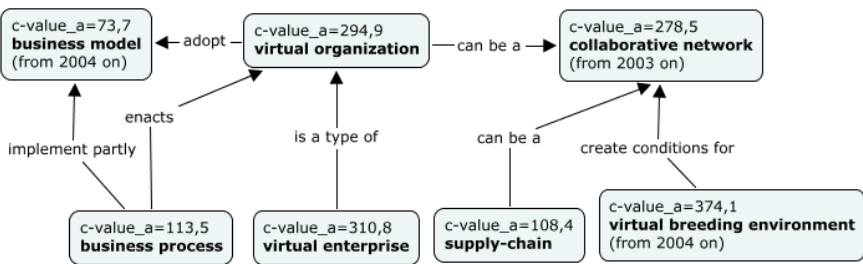 c-value_a=73,7
business model
(from 2004 on)
adopt
c-value_a=294,9
virtual organization
can be a
c-value_a=278,5
collaborative network
(from 2003 on)
implement partly
enacts
is a type of
can be a
create conditions for
c-value_a=113,5
business process
c-value_a=310,8
virtual enterprise
c-value_a=108,4
supply-chain
c-value_a=374,1
virtual breeding environment
(from 2004 on)